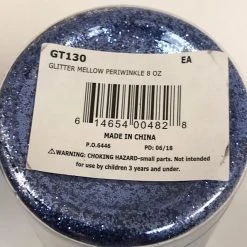 GT130 EA
GLITTER MELLOW PERIWINKLE 8 OZ
6 14654 00482 8
MADE IN CHINA
P.O.6446 PD: 06/18
⚠WARNING: CHOKING HAZARD-small parts. Not intended
for use by children 3 years and under.